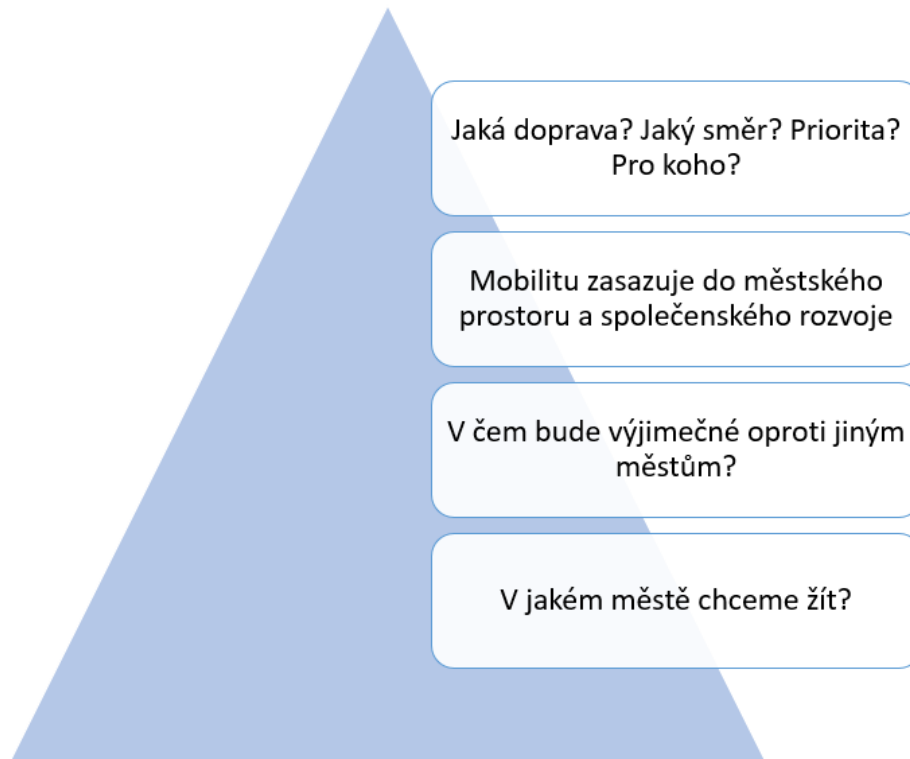 Jaká doprava? Jaký směr? Priorita?
Pro koho?
Mobilitu zasazuje do městského
prostoru a společenského rozvoje
V čem bude výjimečné oproti jiným
městům?
V jakém městě chceme žít?